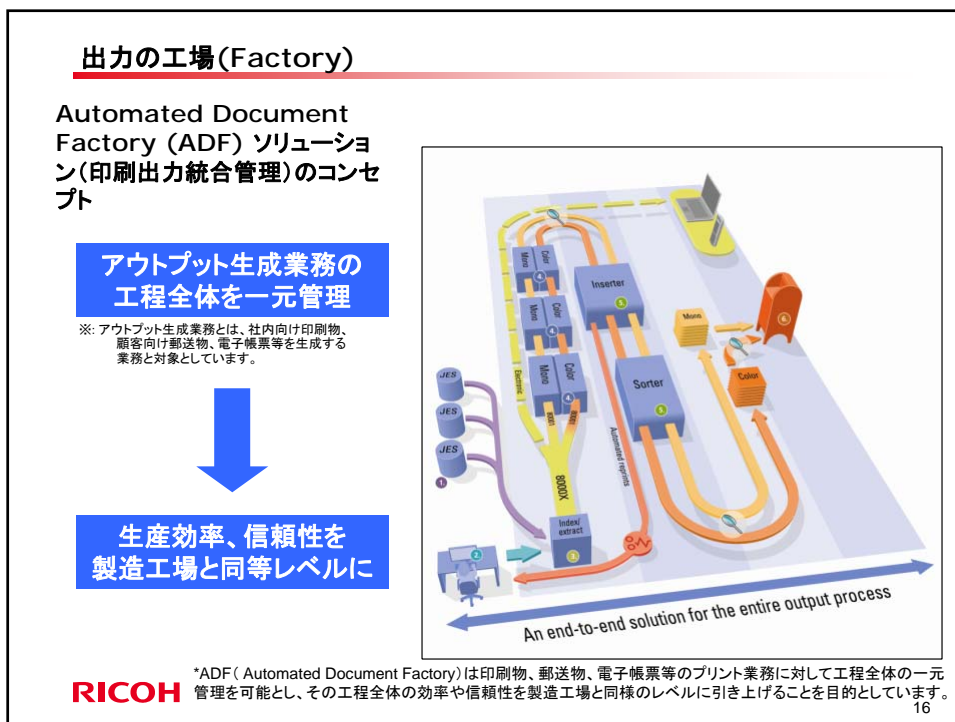 出力の工場(Factory)
Automated Document
Factory (ADF) ソリューショ
ン(印刷出力統合管理)のコンセ
プト
アウトプット生成業務の
工程全体を一元管理
※: アウトプット生成業務とは、社内向け印刷物、
顧客向け郵送物、電子帳票等を生成する
業務と対象としています。
生産効率、信頼性を
製造工場と同等レベルに
Mono
Color
4.
Inserter
5.
Mono
Color
4.
Mono
Color
4.
Electronic
Sorter
Automated reprints
Mono
Color
6.
JES
JES
JES
1.
8000X
Index/
extract
3.
2.
An end-to-end solution for the entire output process
RICOH
*ADF( Automated Document Factory)は印刷物、郵送物、電子帳票等のプリント業務に対して工程全体の一元
管理を可能とし、その工程全体の効率や信頼性を製造工場と同様のレベルに引き上げることを目的としています。
16